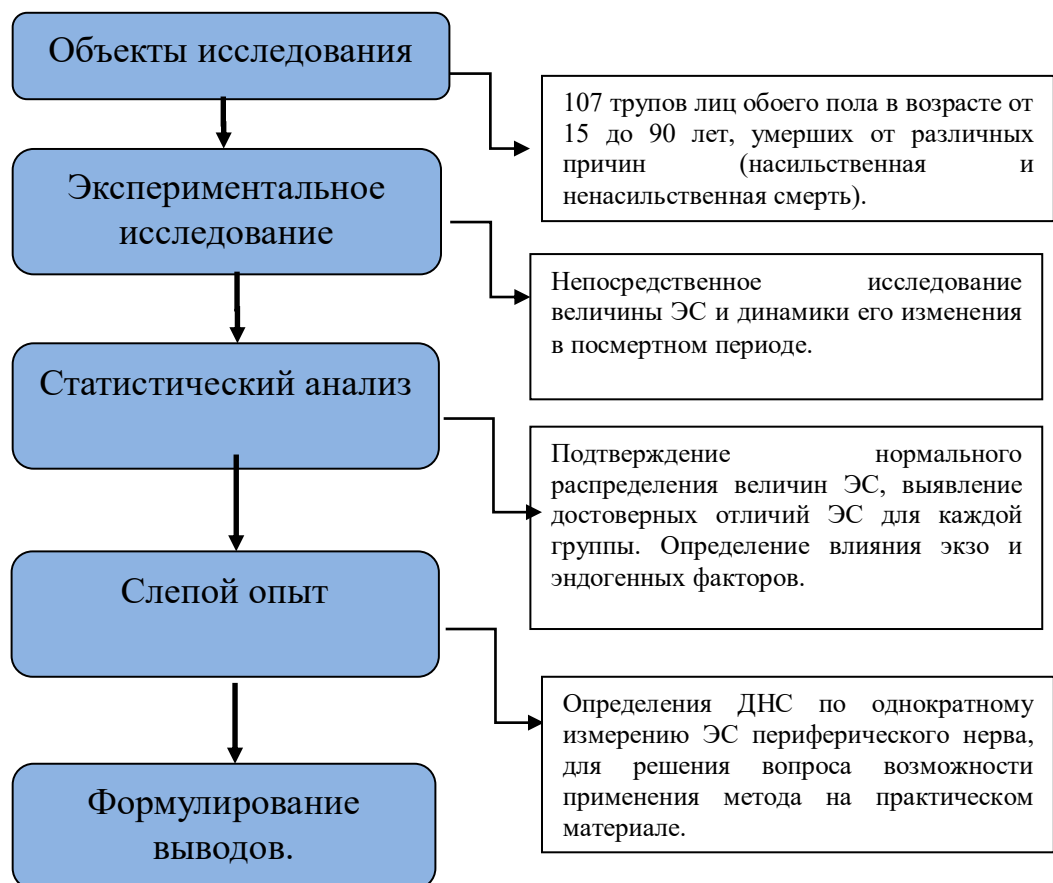 Объекты исследования
107 трупов лиц обоего пола в возрасте от
15 до 90 лет, умерших от различных
причин (насильственная и
ненасильственная смерть).
Экспериментальное
исследование
Непосредственное исследование
величины ЭС и динамики его изменения
в посмертном периоде.
Статистический анализ
Подтверждение нормального
распределения величин ЭС, выявление
достоверных отличий ЭС для каждой
группы. Определение влияния экзо и
эндогенных факторов.
Слепой опыт
Определения ДНС по однократному
измерению ЭС периферического нерва,
для решения вопроса возможности
применения метода на практическом
материале.
Формулирование
выводов.